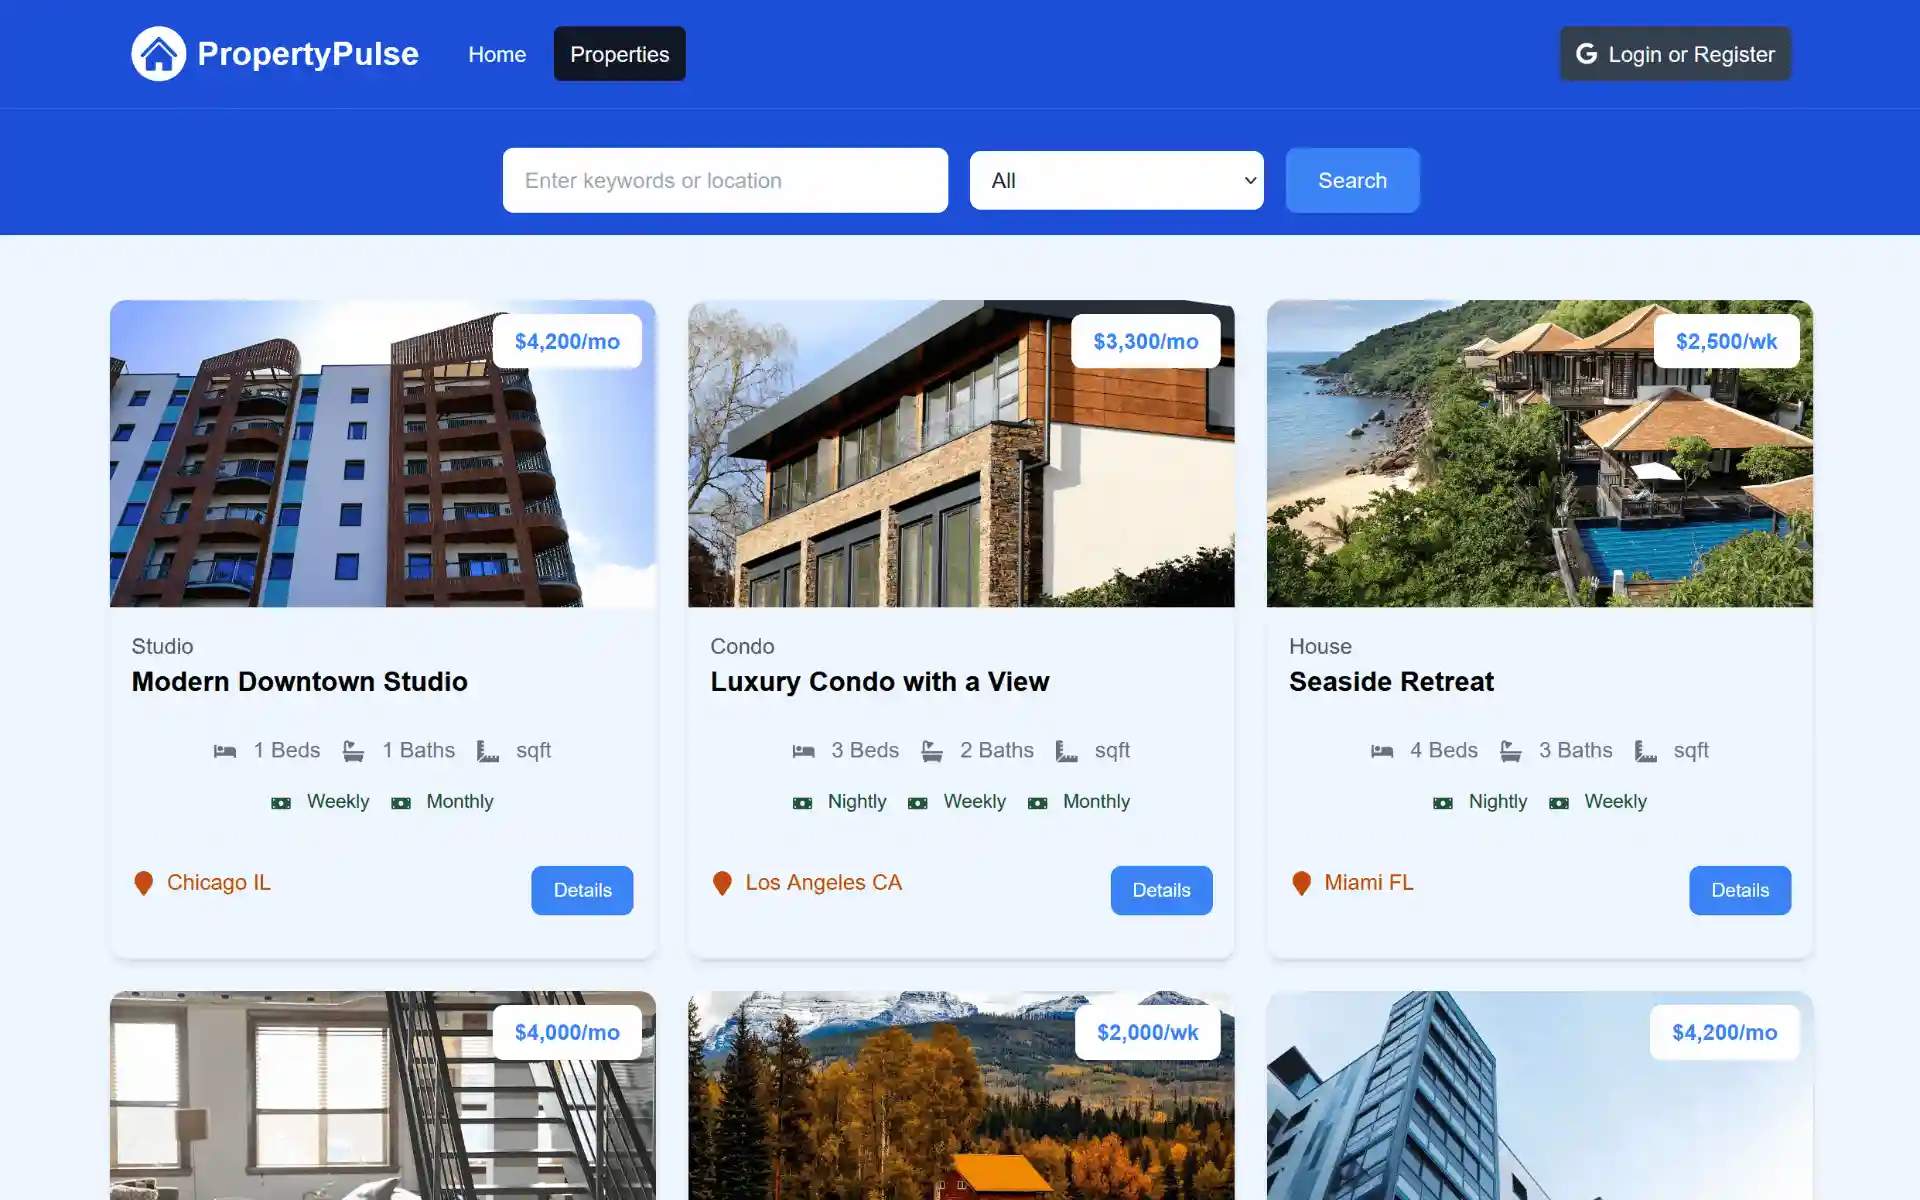 PropertyPulse
Home
Properties
Login or Register
Enter keywords or location
All
Search
$4,200/mo
Studio
Modern Downtown Studio
1 Beds 1 Baths sqft
Weekly Monthly
Chicago IL
Details
$3,300/mo
Condo
Luxury Condo with a View
3 Beds 2 Baths sqft
Nightly Weekly Monthly
Los Angeles CA
Details
$2,500/wk
House
Seaside Retreat
4 Beds 3 Baths sqft
Nightly Weekly
Miami FL
Details
$4,000/mo
$2,000/wk
$4,200/mo